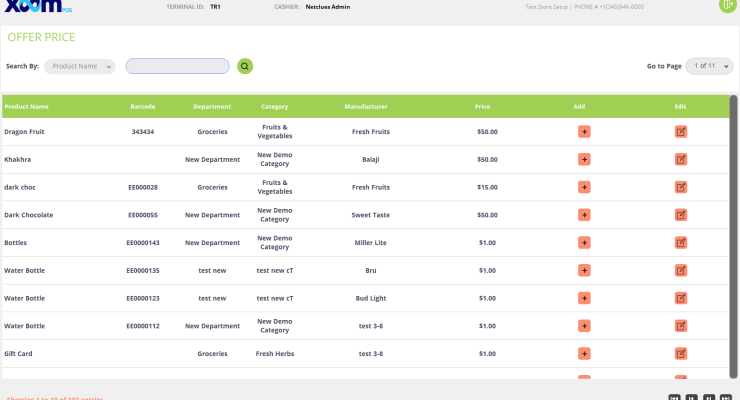 xoom POS
TERMINAL ID: TR1 CASHIER: Netclues Admin Test Store Setup | PHONE # +1(345)946-0000
OFFER PRICE
Search By: Product Name Go to Page 1 of 11
Product Name Barcode Department Category Manufacturer Price Add Edit
Dragon Fruit 343434 Groceries Fruits & Vegetables Fresh Fruits $50.00 +
Khakhra New Department New Demo Category Balaji $50.00 +
dark choc EE000028 Groceries Fruits & Vegetables Fresh Fruits $15.00 +
Dark Chocolate EE000055 New Department New Demo Category Sweet Taste $50.00 +
Bottles EE0000143 New Department New Demo Category Miller Lite $1.00 +
Water Bottle EE0000135 test new test new cT Bru $1.00 +
Water Bottle EE0000123 test new test new cT Bud Light $1.00 +
Water Bottle EE0000112 New Department New Demo Category test 3-8 $1.00 +
Gift Card Groceries Fresh Herbs test 3-8 $1.00 +
Showing 1 to 10 of entries